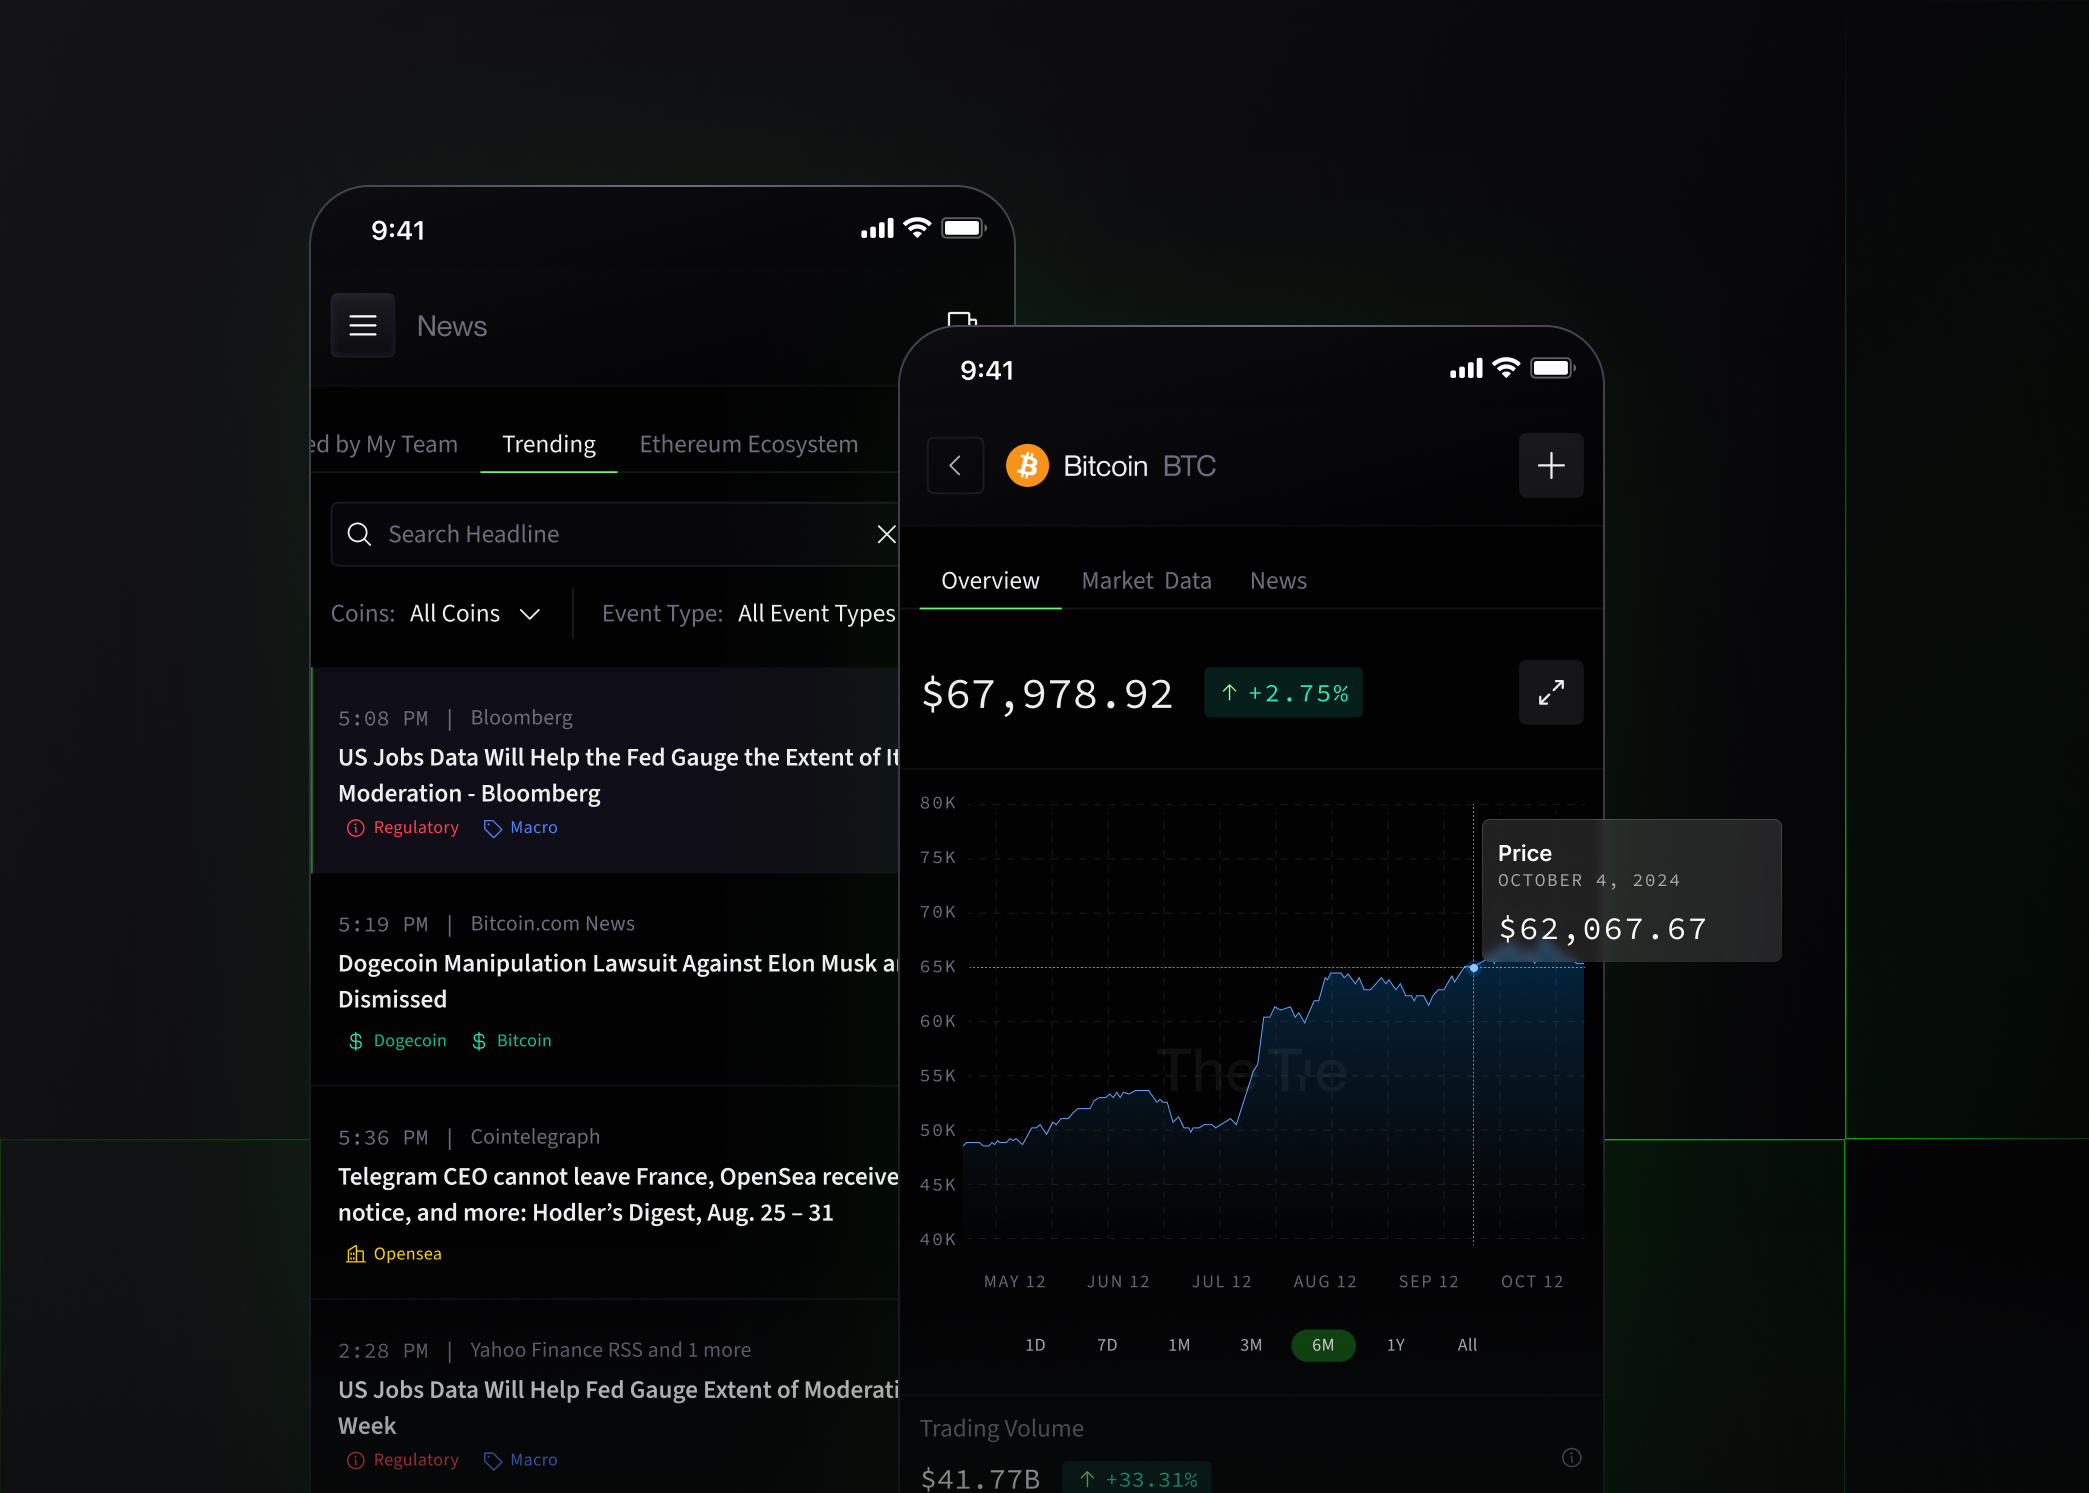 9:41
News
ed by My Team Trending Ethereum Ecosystem
Search Headline
Coins: All Coins Event Type: All Event Types
5:08 PM | Bloomberg
US Jobs Data Will Help the Fed Gauge the Extent of It
Moderation - Bloomberg
Regulatory Macro
5:19 PM | Bitcoin.com News
Dogecoin Manipulation Lawsuit Against Elon Musk a
Dismissed
$ Dogecoin $ Bitcoin
5:36 PM | Cointelegraph
Telegram CEO cannot leave France, OpenSea receive
notice, and more: Hodler’s Digest, Aug. 25 – 31
Opensea
2:28 PM | Yahoo Finance RSS and 1 more
US Jobs Data Will Help Fed Gauge Extent of Moderati
Week
Regulatory Macro
9:41
Bitcoin BTC
Overview Market Data News
$67,978.92 ↑ +2.75%
80K
75K
70K
65K
60K
55K
50K
45K
40K
Price
OCTOBER 4, 2024
$62,067.67
The Tie
MAY 12 JUN 12 JUL 12 AUG 12 SEP 12 OCT 12
1D 7D 1M 3M 6M 1Y All
Trading Volume
$41.77B ↑ +33.31%